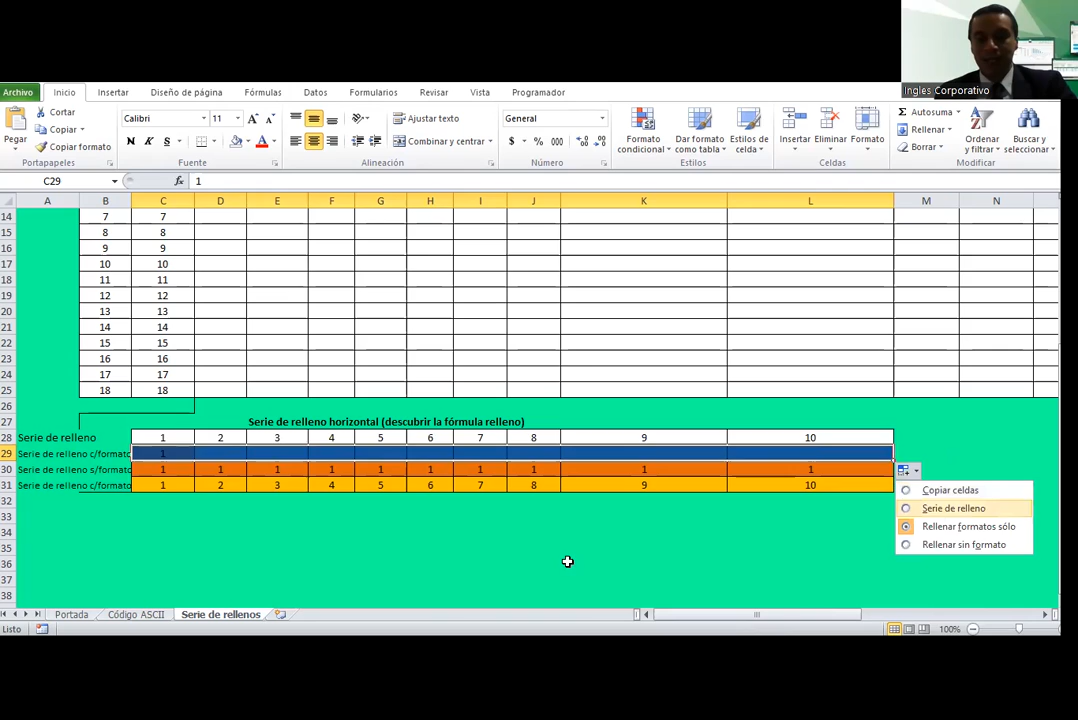 Ingles Corporativo
Archivo Inicio Insertar Diseño de página Fórmulas Datos Formularios Revisar Vista Programador
Pegar
Cortar
Copiar
Copiar formato
Portapapeles
Calibri 11 A A
N K S A
Fuente
Ajustar texto
Combinar y centrar
Alineación
General
$ % 000
Número
Formato condicional
Dar formato como tabla
Estilos de celda
Estilos
Insertar Eliminar Formato
Celdas
Autosuma
Rellenar
Borrar
Ordenar y filtrar
Buscar y seleccionar
Modificar
C29 fx 1
A B C D E F G H I J K L M N
14 7 7
15 8 8
16 9 9
17 10 10
18 11 11
19 12 12
20 13 13
21 14 14
22 15 15
23 16 16
24 17 17
25 18 18
26
27 Serie de relleno horizontal (descubrir la fórmula relleno)
28 Serie de relleno 1 2 3 4 5 6 7 8 9 10
29 Serie de relleno c/formato 1
30 Serie de relleno s/formato 1 1 1 1 1 1 1 1 1 1
31 Serie de relleno c/formato 1 2 3 4 5 6 7 8 9 10
32
33
34
35
36
37
38
Copiar celdas
Serie de relleno
Rellenar formatos sólo
Rellenar sin formato
Portada Código ASCII Serie de rellenos
Listo 100%